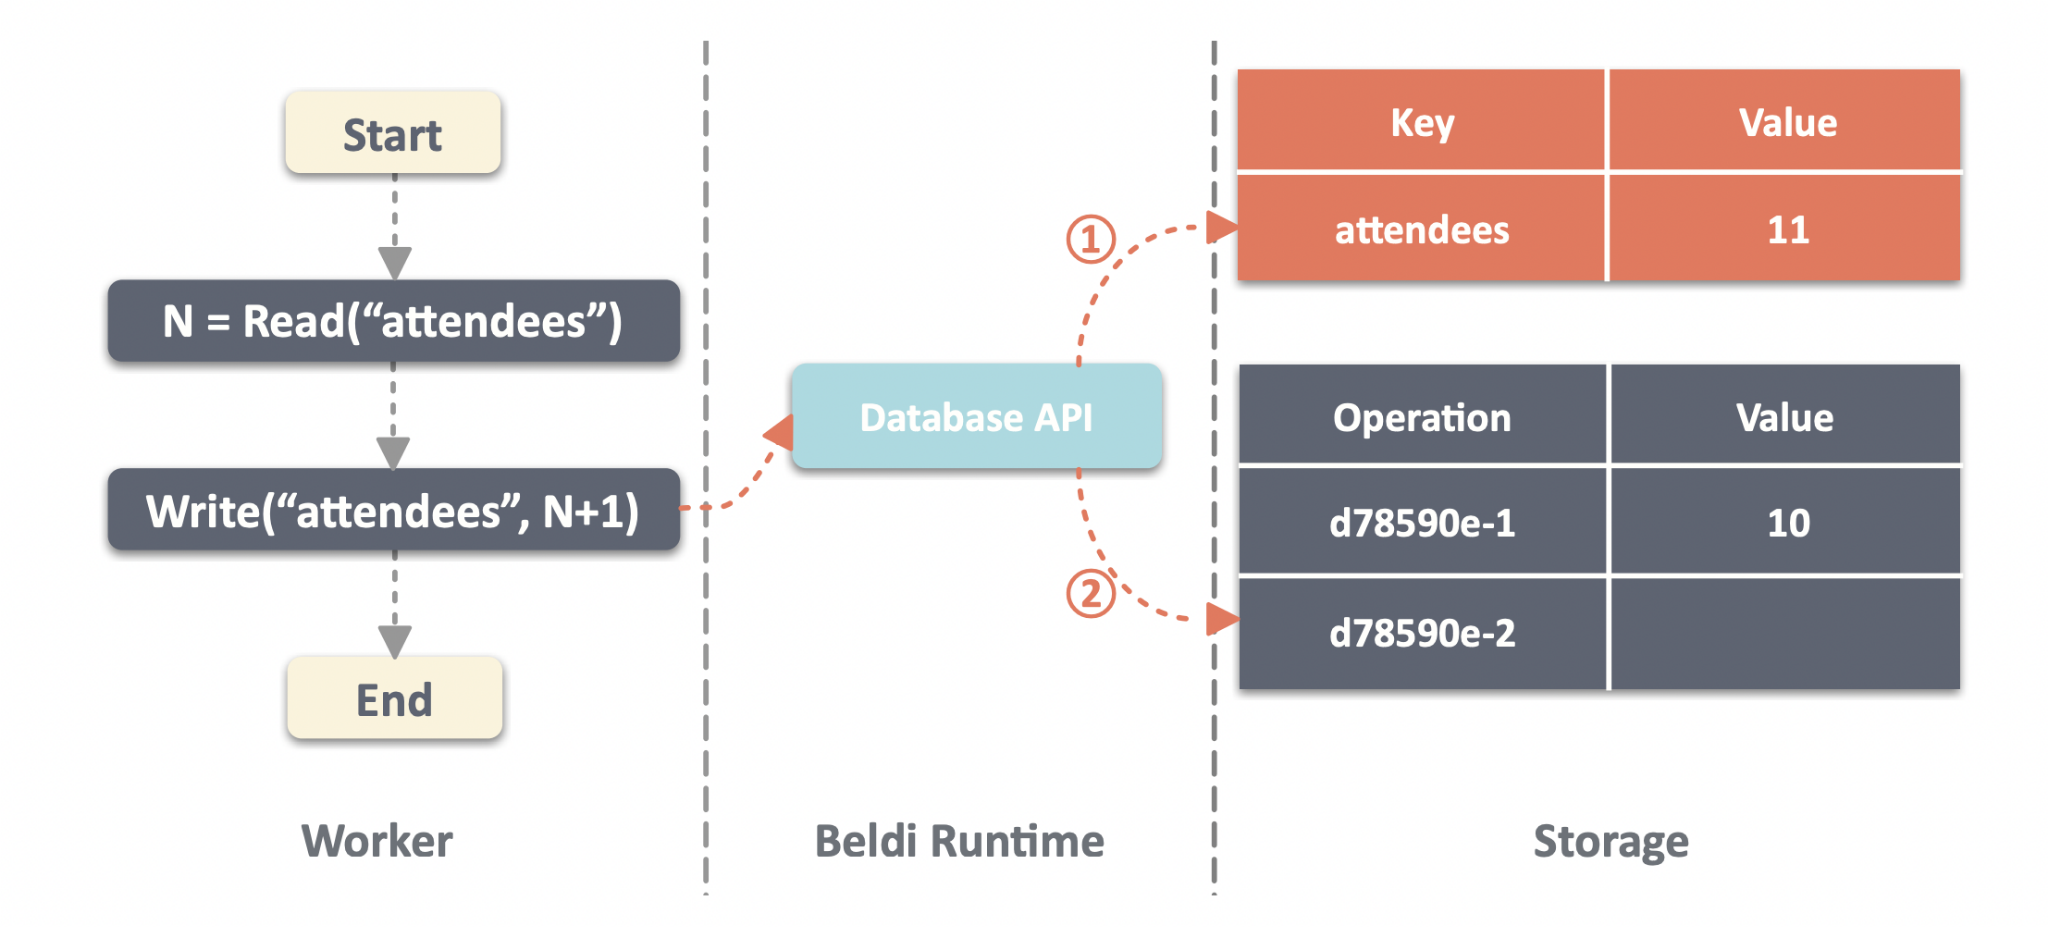 Start
N = Read(“attendees”)
Write(“attendees”, N+1)
End
Worker
Database API
①
②
Beldi Runtime
Key Value
attendees 11
Operation Value
d78590e-1 10
d78590e-2
Storage